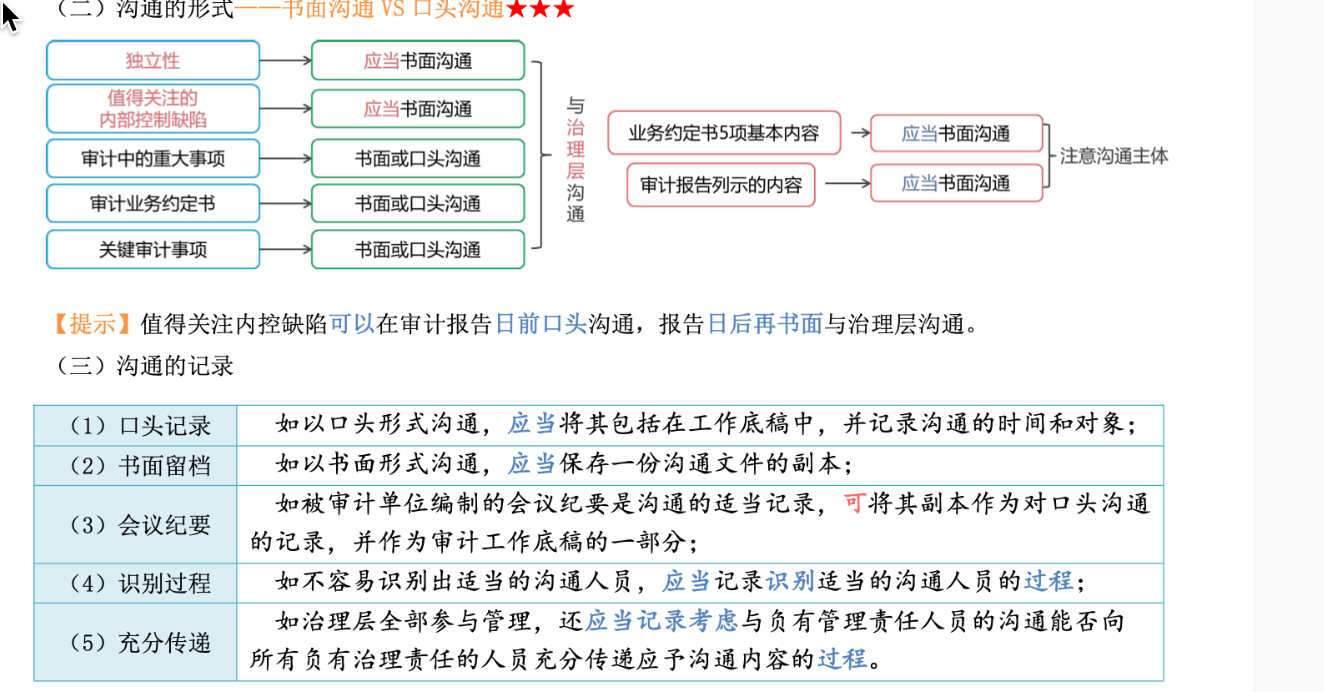 （二）沟通的形式——书面沟通 VS 口头沟通★★★
独立性
应当书面沟通
值得关注的
内部控制缺陷
应当书面沟通
审计中的重大事项
书面或口头沟通
审计业务约定书
书面或口头沟通
关键审计事项
书面或口头沟通
与治理层沟通
业务约定书5项基本内容
应当书面沟通
审计报告列示的内容
应当书面沟通
注意沟通主体
【提示】值得关注内控缺陷可以在审计报告日前口头沟通，报告日后再书面与治理层沟通。
（三）沟通的记录
（1）口头记录
如以口头形式沟通，应当将其包括在工作底稿中，并记录沟通的时间和对象；
（2）书面留档
如以书面形式沟通，应当保存一份沟通文件的副本；
（3）会议纪要
如被审计单位编制的会议纪要是沟通的适当记录，可将其副本作为对口头沟通
的记录，并作为审计工作底稿的一部分；
（4）识别过程
如不容易识别出适当的沟通人员，应当记录识别适当的沟通人员的过程；
（5）充分传递
如治理层全部参与管理，还应当记录考虑与负有管理责任人员的沟通能否向
所有负有治理责任的人员充分传递应予沟通内容的过程。